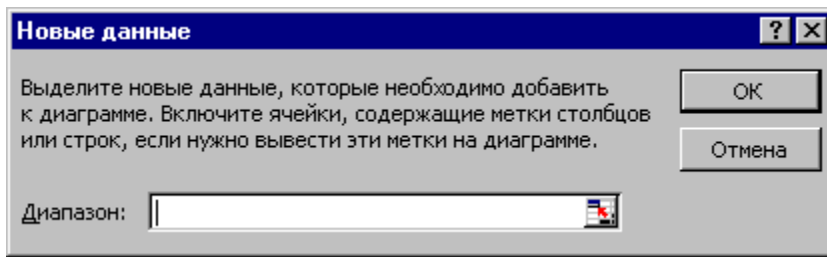 Новые данные
Выделите новые данные, которые необходимо добавить
к диаграмме. Включите ячейки, содержащие метки столбцов
или строк, если нужно вывести эти метки на диаграмме.
OK
Отмена
Диапазон: